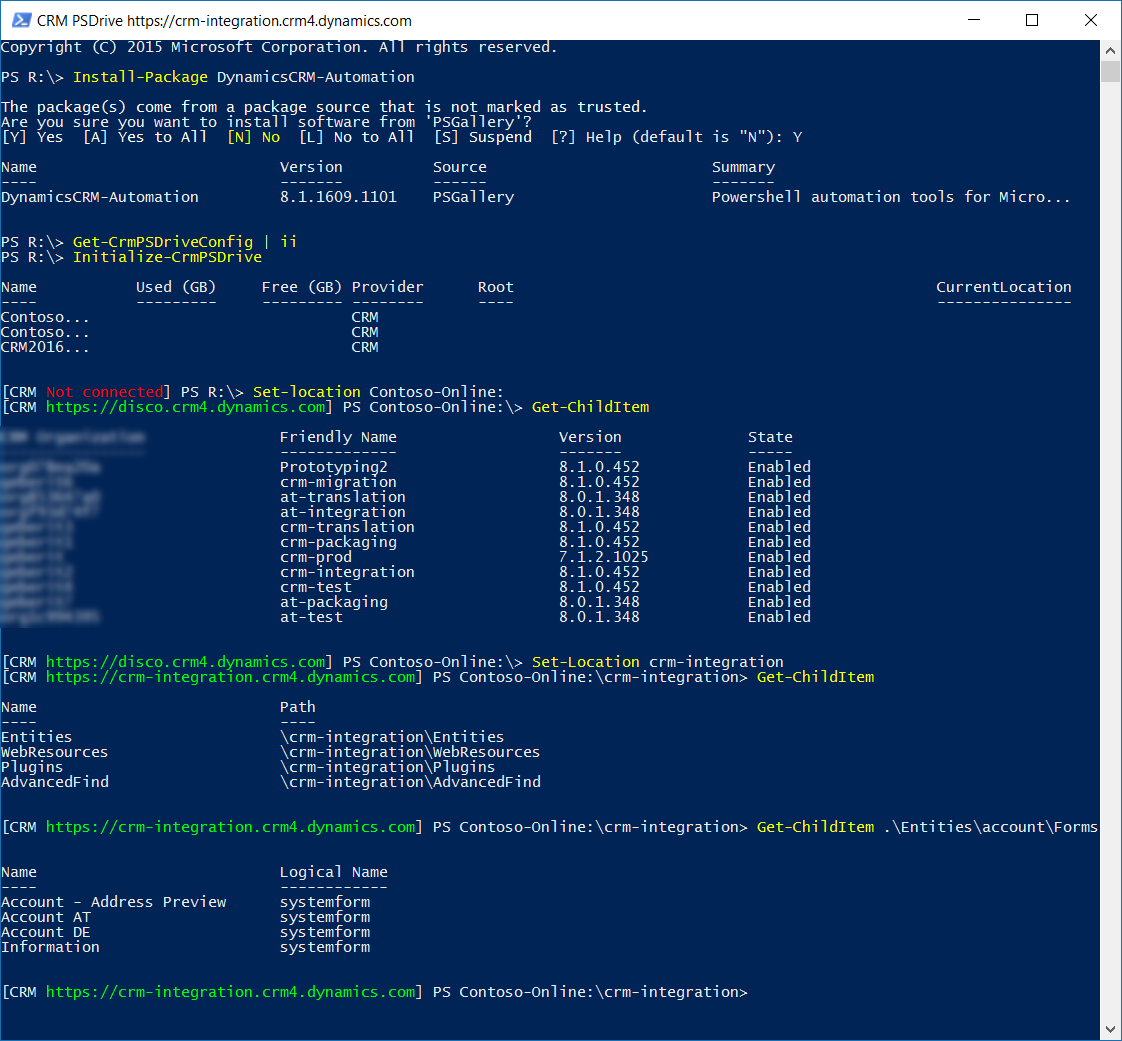 CRM PSDrive https://crm-integration.crm4.dynamics.com
Copyright (C) 2015 Microsoft Corporation. All rights reserved.
PS R:\> Install-Package DynamicsCRM-Automation
The package(s) come from a package source that is not marked as trusted.
Are you sure you want to install software from 'PSGallery'?
[Y] Yes  [A] Yes to All  [N] No  [L] No to All  [S] Suspend  [?] Help (default is "N"): Y
Name Version Source Summary
---- ------- ------ -------
DynamicsCRM-Automation 8.1.1609.1101 PSGallery Powershell automation tools for Micro...
PS R:\> Get-CrmPSDriveConfig | ii
PS R:\> Initialize-CrmPSDrive
Name Used (GB) Free (GB) Provider Root CurrentLocation
---- --------- --------- -------- ---- ---------------
Contoso... CRM
Contoso... CRM
CRM2016... CRM
[CRM Not connected] PS R:\> Set-location Contoso-Online:
[CRM https://disco.crm4.dynamics.com] PS Contoso-Online:\> Get-ChildItem
Friendly Name Version State
------------- ------- -----
Prototyping2 8.1.0.452 Enabled
crm-migration 8.1.0.452 Enabled
at-translation 8.0.1.348 Enabled
at-integration 8.0.1.348 Enabled
crm-translation 8.1.0.452 Enabled
crm-packaging 8.1.0.452 Enabled
crm-prod 7.1.2.1025 Enabled
crm-integration 8.1.0.452 Enabled
crm-test 8.1.0.452 Enabled
at-packaging 8.0.1.348 Enabled
at-test 8.0.1.348 Enabled
[CRM https://disco.crm4.dynamics.com] PS Contoso-Online:\> Set-Location crm-integration
[CRM https://crm-integration.crm4.dynamics.com] PS Contoso-Online:\crm-integration> Get-ChildItem
Name Path
---- ----
Entities \crm-integration\Entities
WebResources \crm-integration\WebResources
Plugins \crm-integration\Plugins
AdvancedFind \crm-integration\AdvancedFind
[CRM https://crm-integration.crm4.dynamics.com] PS Contoso-Online:\crm-integration> Get-ChildItem .\Entities\account\Forms
Name Logical Name
---- ------------
Account - Address Preview systemform
Account AT systemform
Account DE systemform
Information systemform
[CRM https://crm-integration.crm4.dynamics.com] PS Contoso-Online:\crm-integration>